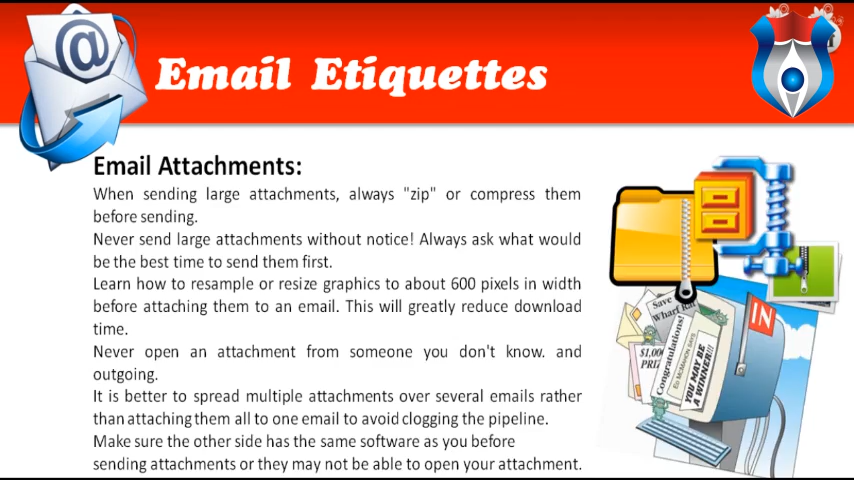 Email Etiquettes
Email Attachments:
When sending large attachments, always "zip" or compress them
before sending.
Never send large attachments without notice! Always ask what would
be the best time to send them first.
Learn how to resample or resize graphics to about 600 pixels in width
before attaching them to an email. This will greatly reduce download
time.
Never open an attachment from someone you don't know. and
outgoing.
It is better to spread multiple attachments over several emails rather
than attaching them all to one email to avoid clogging the pipeline.
Make sure the other side has the same software as you before
sending attachments or they may not be able to open your attachment.
@
IN
Save
Wharf
Congratulations!
ED MCMAHON SAYS
YOU MAY BE
A WINNER!!!